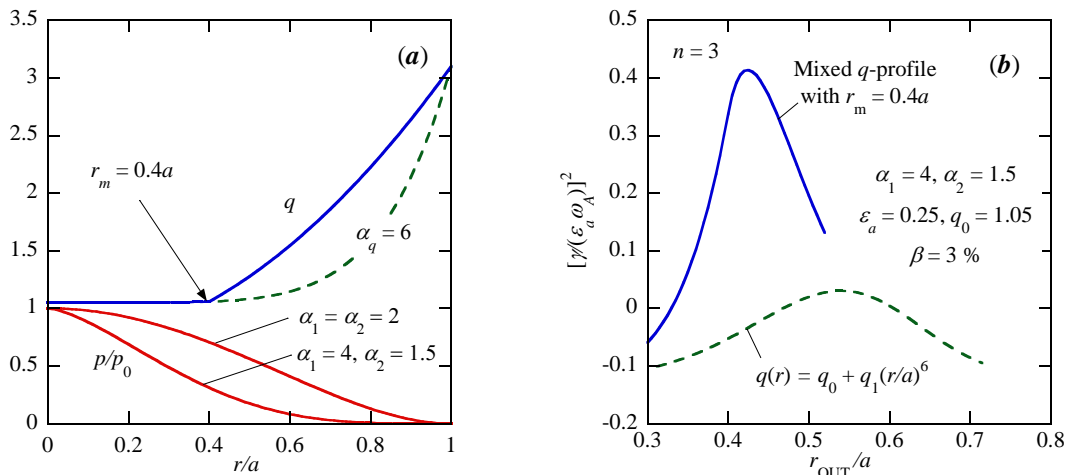 3.5
3
2.5
2
1.5
1
0.5
0
0
0.2
0.4
0.6
0.8
1
r/a
(a)
r_m = 0.4a
q
α_q = 6
α_1 = α_2 = 2
α_1 = 4, α_2 = 1.5
p/p_0
0.5
0.4
0.3
0.2
0.1
0
-0.1
-0.2
0.3
0.4
0.5
0.6
0.7
0.8
r_OUT/a
[γ/(ε_a ω_A)]^2
n = 3
(b)
Mixed q-profile
with r_m = 0.4a
α_1 = 4, α_2 = 1.5
ε_a = 0.25, q_0 = 1.05
β = 3 %
q(r) = q_0 + q_1(r/a)^6